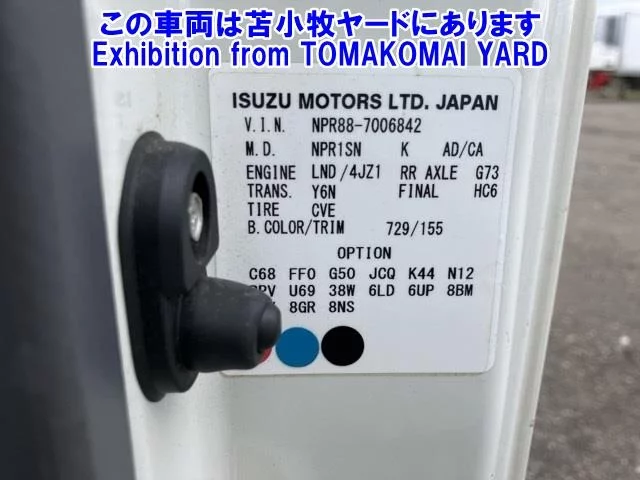 この車両は苫小牧ヤードにあります
Exhibition from TOMAKOMAI YARD
ISUZU MOTORS LTD. JAPAN
V.I.N. NPR88-7006842
M.D. NPR1SN K AD/CA
ENGINE LND/4JZ1 RR AXLE G73
TRANS. Y6N FINAL HC6
TIRE CVE
B.COLOR/TRIM 729/155
OPTION
C68 FF0 G50 JCQ K44 N12
U69 38W 6LD 6UP 8BM
8GR 8NS